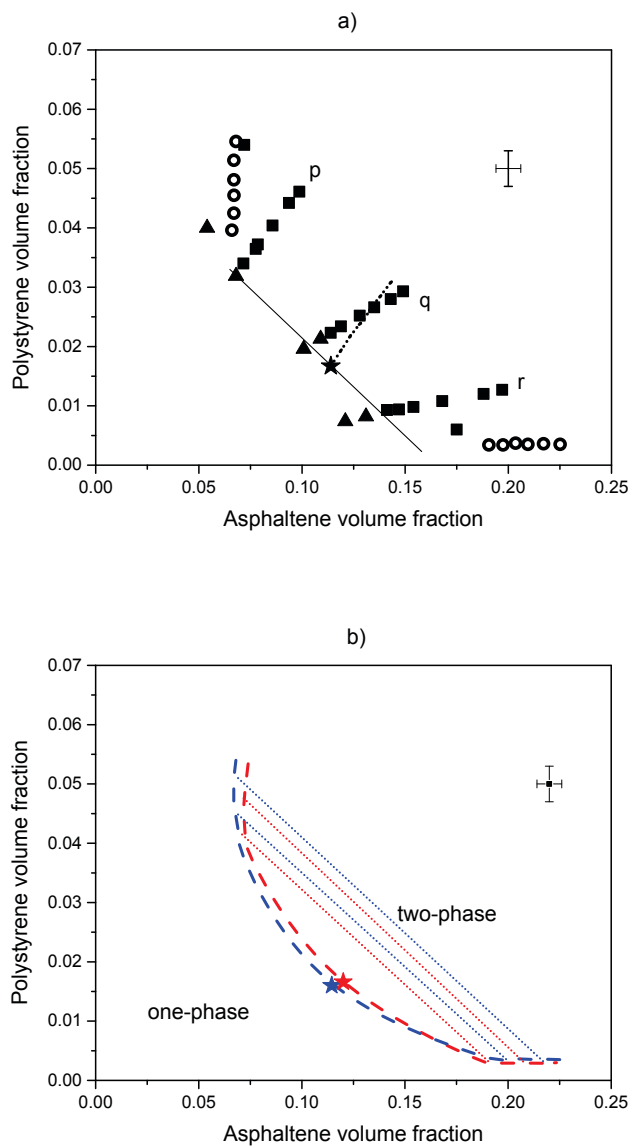 a)
0.07
0.06
0.05
0.04
0.03
0.02
0.01
0.00
Polystyrene volume fraction
p
q
r
0.00 0.05 0.10 0.15 0.20 0.25
Asphaltene volume fraction
b)
0.07
0.06
0.05
0.04
0.03
0.02
0.01
0.00
Polystyrene volume fraction
two-phase
one-phase
0.00 0.05 0.10 0.15 0.20 0.25
Asphaltene volume fraction